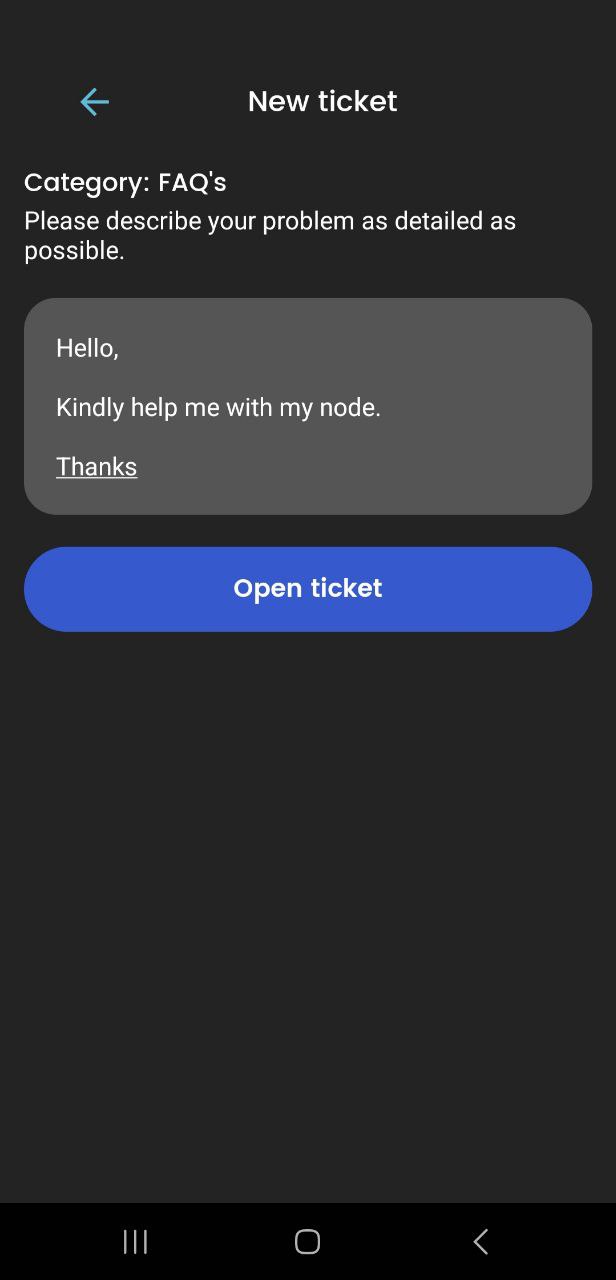 New ticket
Category: FAQ's
Please describe your problem as detailed as
possible.
Hello,
Kindly help me with my node.
Thanks
Open ticket